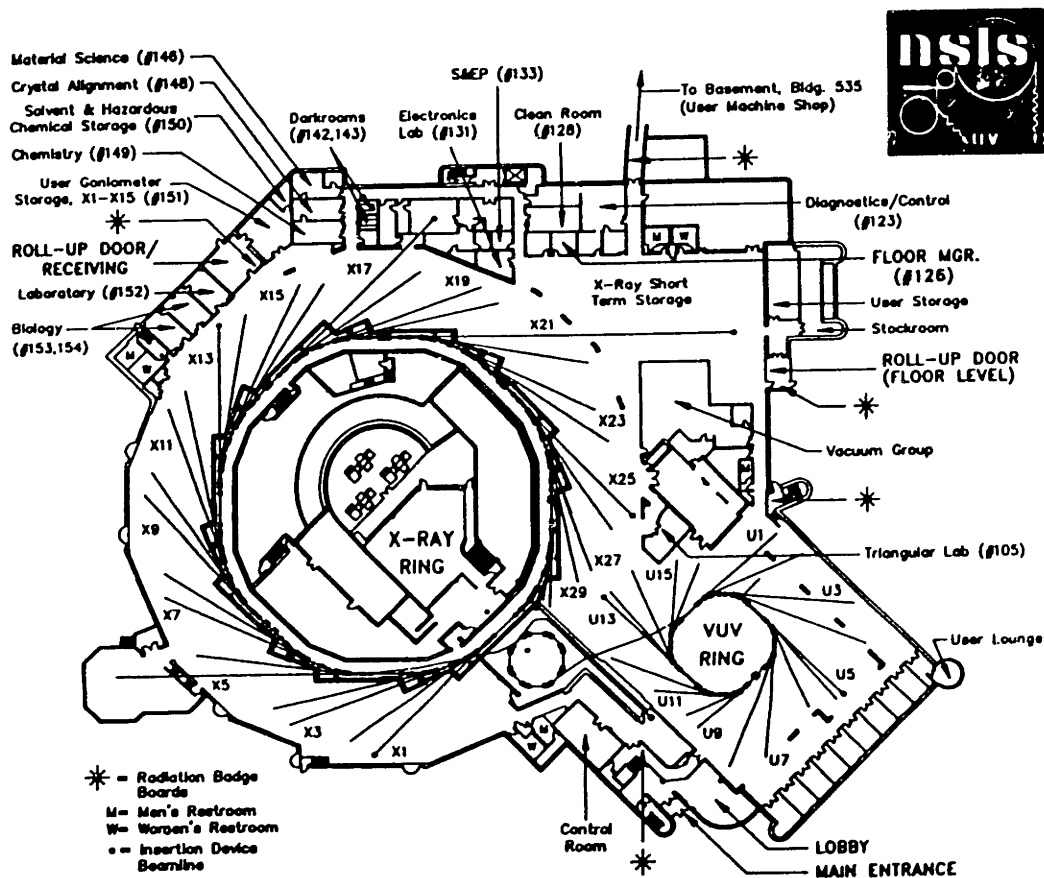 nsls
Material Science (#146)
Crystal Alignment (#148)
Solvent & Hazardous
Chemical Storage (#150)
Chemistry (#149)
User Goniometer
Storage, X1-X15 (#151)
ROLL-UP DOOR/
RECEIVING
Laboratory (#152)
Biology
(#153,154)
Darkrooms
(#142,143)
Electronics
Lab (#131)
S&EP (#133)
Clean Room
(#128)
To Basement, Bldg. 535
(User Machine Shop)
Diagnostics/Control
(#123)
FLOOR MGR.
(#126)
X-Ray Short
Term Storage
User Storage
Stockroom
ROLL-UP DOOR
(FLOOR LEVEL)
Vacuum Group
Triangular Lab (#105)
User Lounge
M
W
M
W
M
M
W
X17
X19
X15
X21
X13
X23
X11
X25
X9
X27
X7
X29
X5
X3
X1
X-RAY
RING
U1
U15
U3
U13
VUV
RING
U5
U11
U9
U7
Control
Room
LOBBY
MAIN ENTRANCE
= Radiation Badge
Boards
M= Men's Restroom
W= Women's Restroom
• = Insertion Device
Beamline